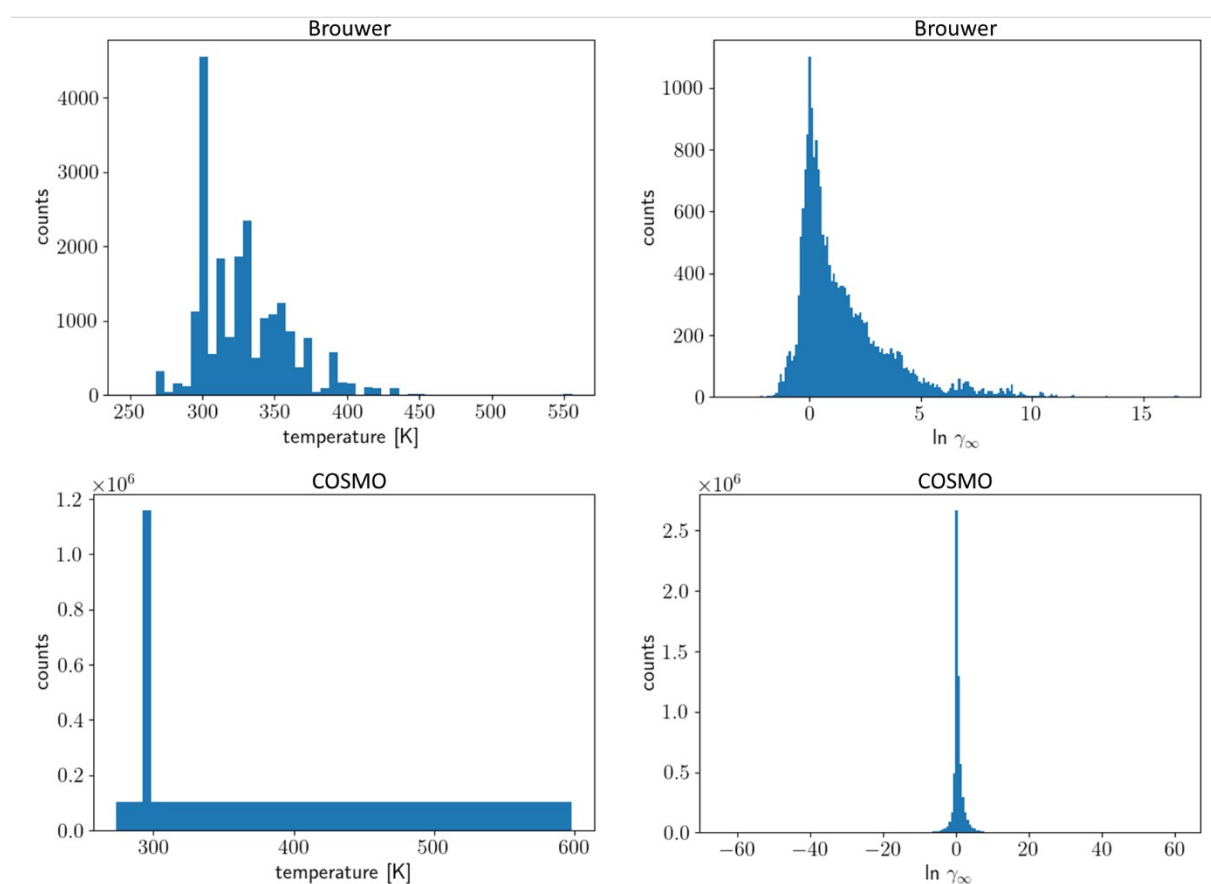 Brouwer
counts
4000
3000
2000
1000
0
250 300 350 400 450 500 550
temperature [K]
Brouwer
counts
1000
800
600
400
200
0
0 5 10 15
ln γ∞
COSMO
×10⁶
counts
1.2
1.0
0.8
0.6
0.4
0.2
0.0
300 400 500 600
temperature [K]
COSMO
×10⁶
counts
2.5
2.0
1.5
1.0
0.5
0.0
−60 −40 −20 0 20 40 60
ln γ∞